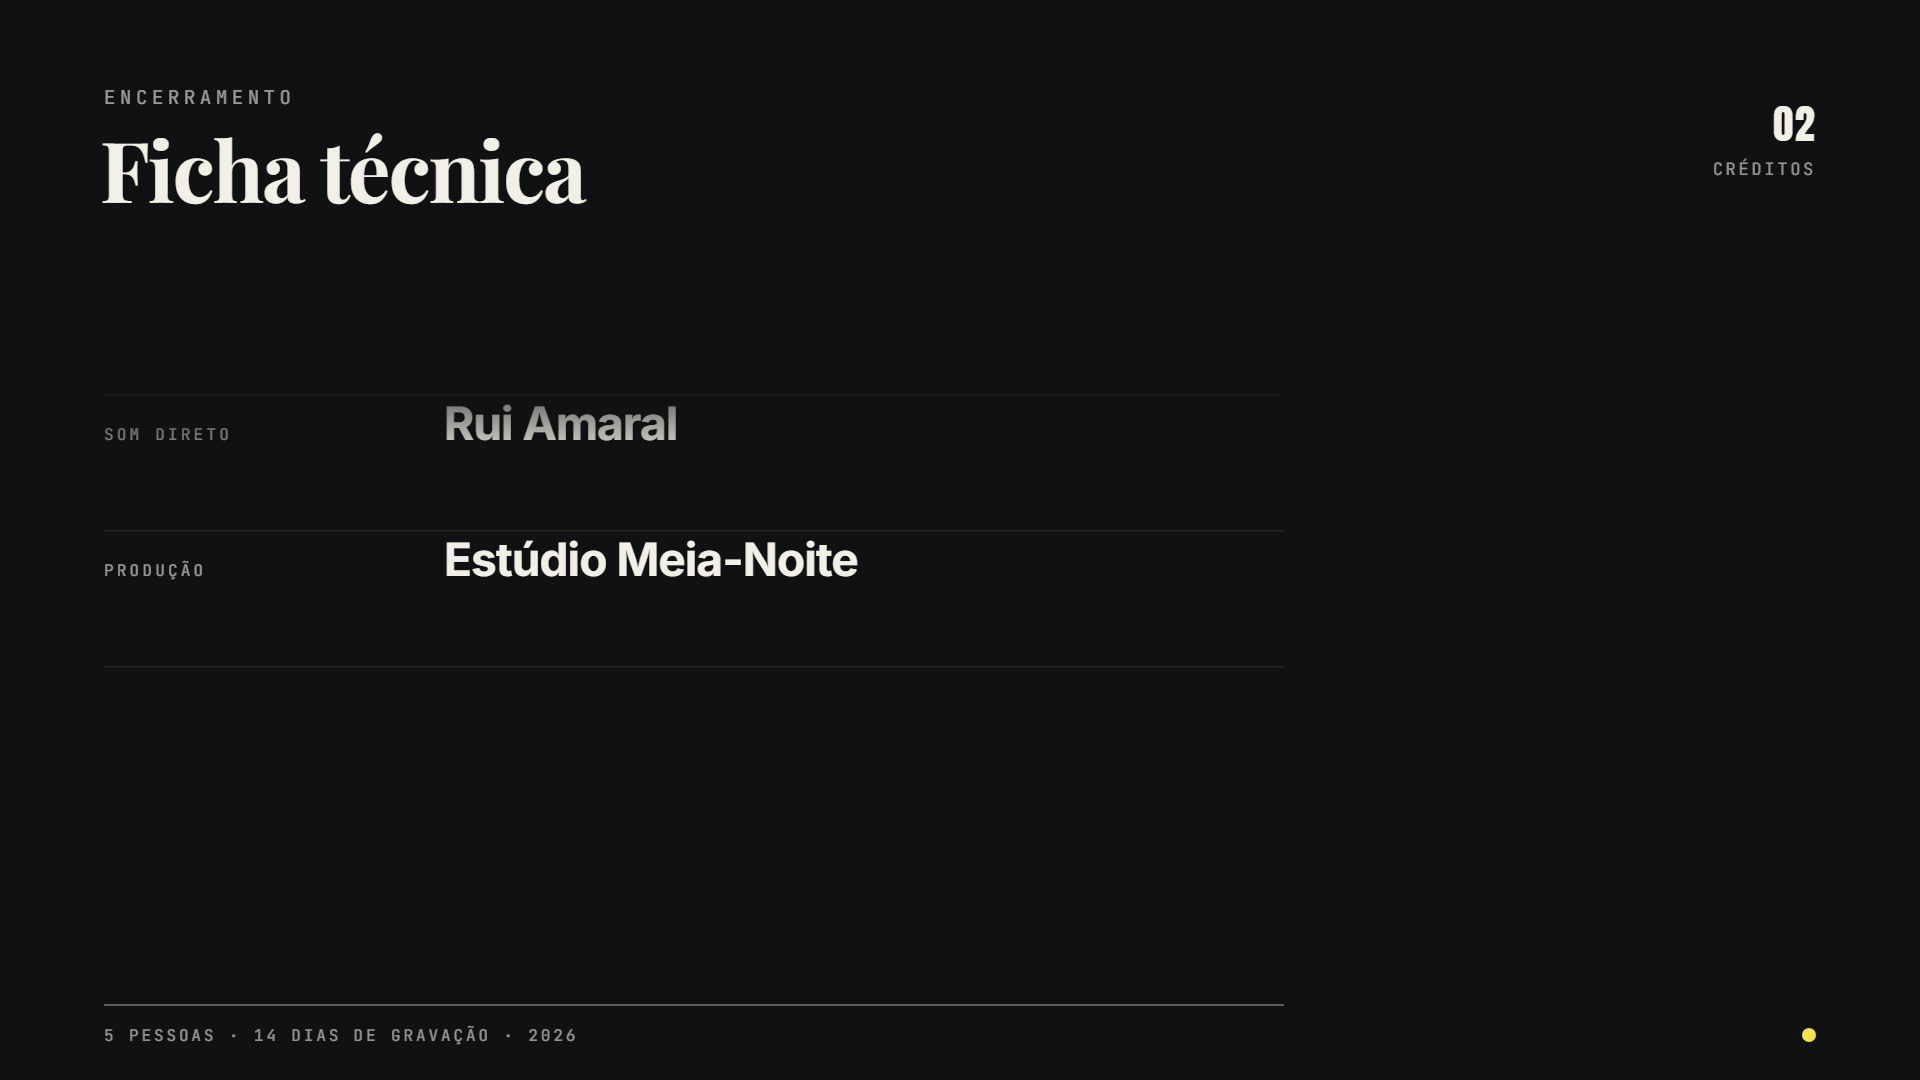 ENCERRAMENTO
Ficha técnica
02
CRÉDITOS
SOM DIRETO
Rui Amaral
PRODUÇÃO
Estúdio Meia-Noite
5 PESSOAS · 14 DIAS DE GRAVAÇÃO · 2026